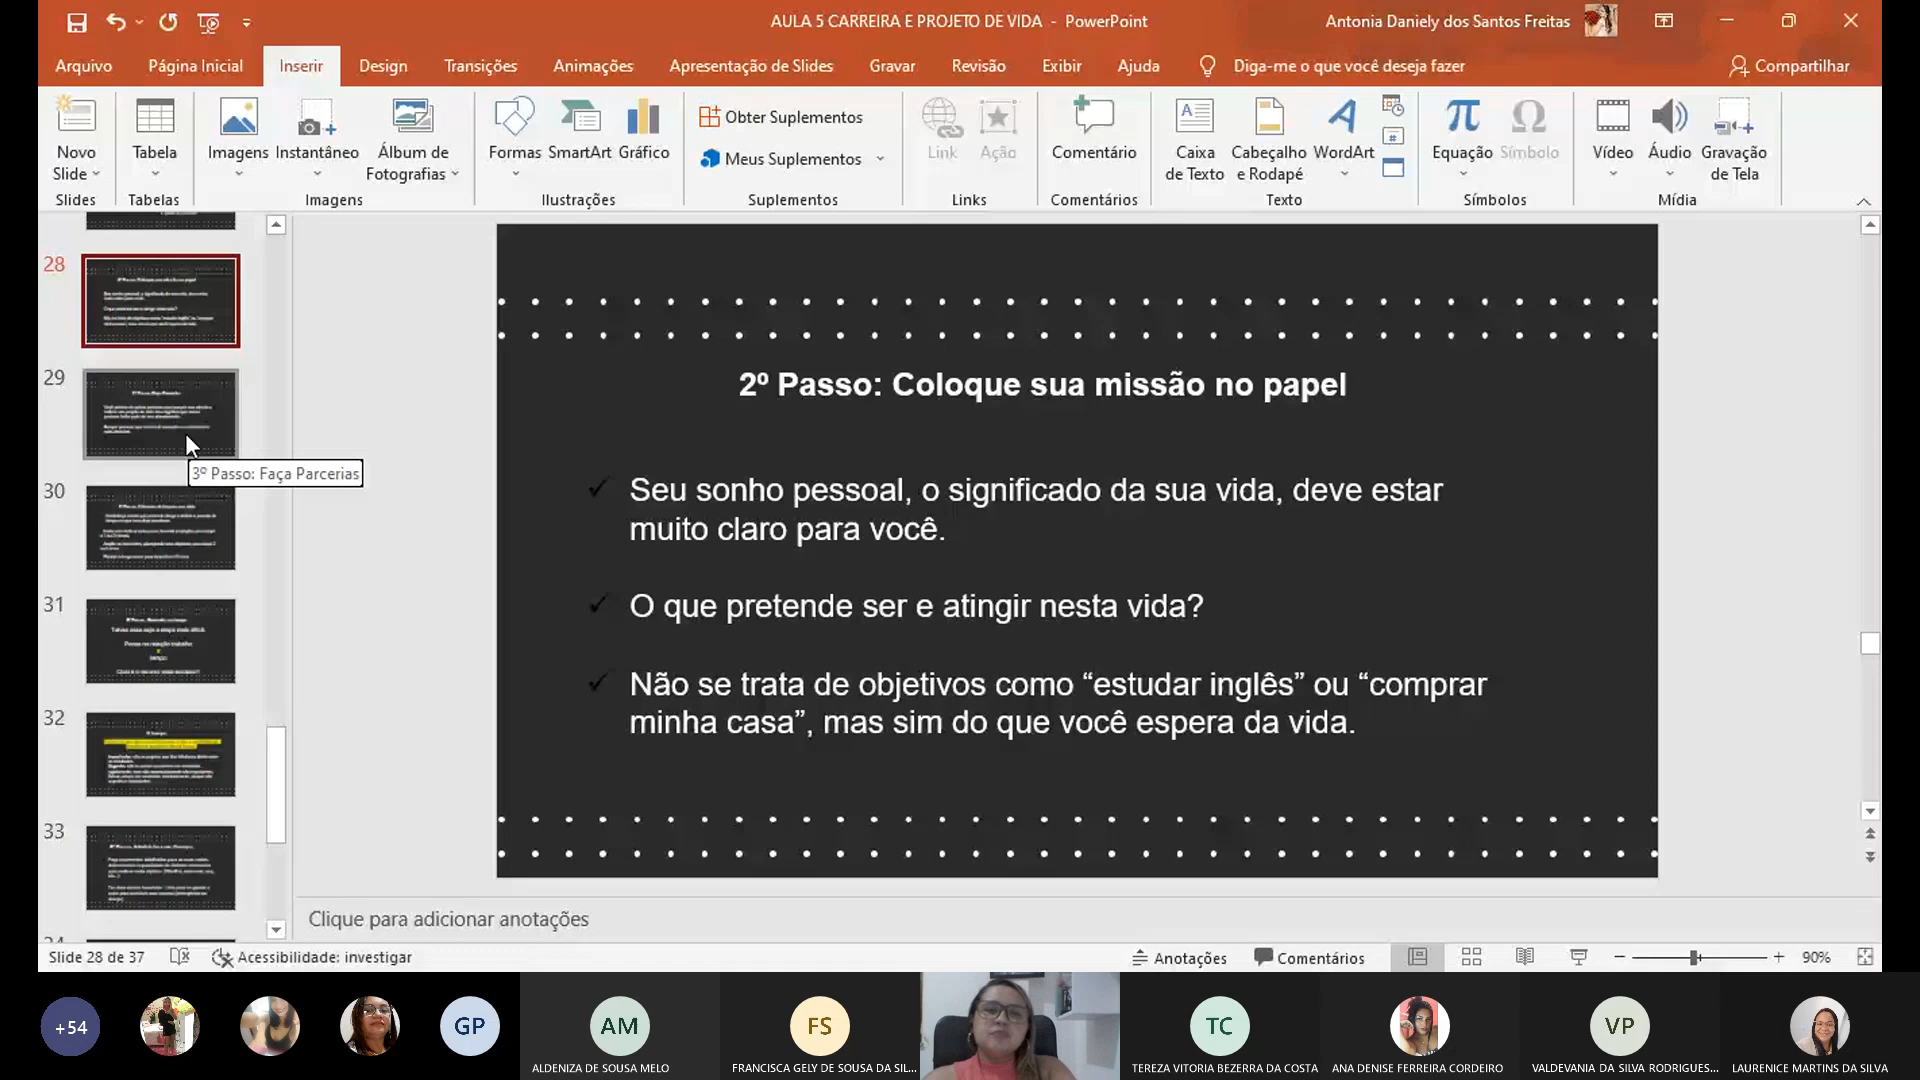 AULA 5 CARREIRA E PROJETO DE VIDA - PowerPoint
Antonia Daniely dos Santos Freitas
Arquivo
Página Inicial
Inserir
Design
Transições
Animações
Apresentação de Slides
Gravar
Revisão
Exibir
Ajuda
Diga-me o que você deseja fazer
Compartilhar
Novo
Slide
Tabela
Imagens
Instantâneo
Álbum de
Fotografias
Formas
SmartArt
Gráfico
Obter Suplementos
Meus Suplementos
Link
Ação
Comentário
Caixa
de Texto
Cabeçalho
e Rodapé
WordArt
Equação
Símbolo
Vídeo
Áudio
Gravação
de Tela
Slides
Tabelas
Imagens
Ilustrações
Suplementos
Links
Comentários
Texto
Símbolos
Mídia
28
29
3º Passo: Faça Parcerias
30
31
32
33
2º Passo: Coloque sua missão no papel
Seu sonho pessoal, o significado da sua vida, deve estar
muito claro para você.
O que pretende ser e atingir nesta vida?
Não se trata de objetivos como “estudar inglês” ou “comprar
minha casa”, mas sim do que você espera da vida.
Clique para adicionar anotações
Slide 28 de 37
Acessibilidade: investigar
Anotações
Comentários
90%
+54
GP
AM
ALDENIZA DE SOUSA MELO
FS
FRANCISCA GELY DE SOUSA DA SIL...
TC
TEREZA VITORIA BEZERRA DA COSTA
ANA DENISE FERREIRA CORDEIRO
VP
VALDEVANIA DA SILVA RODRIGUES...
LAURENICE MARTINS DA SILVA